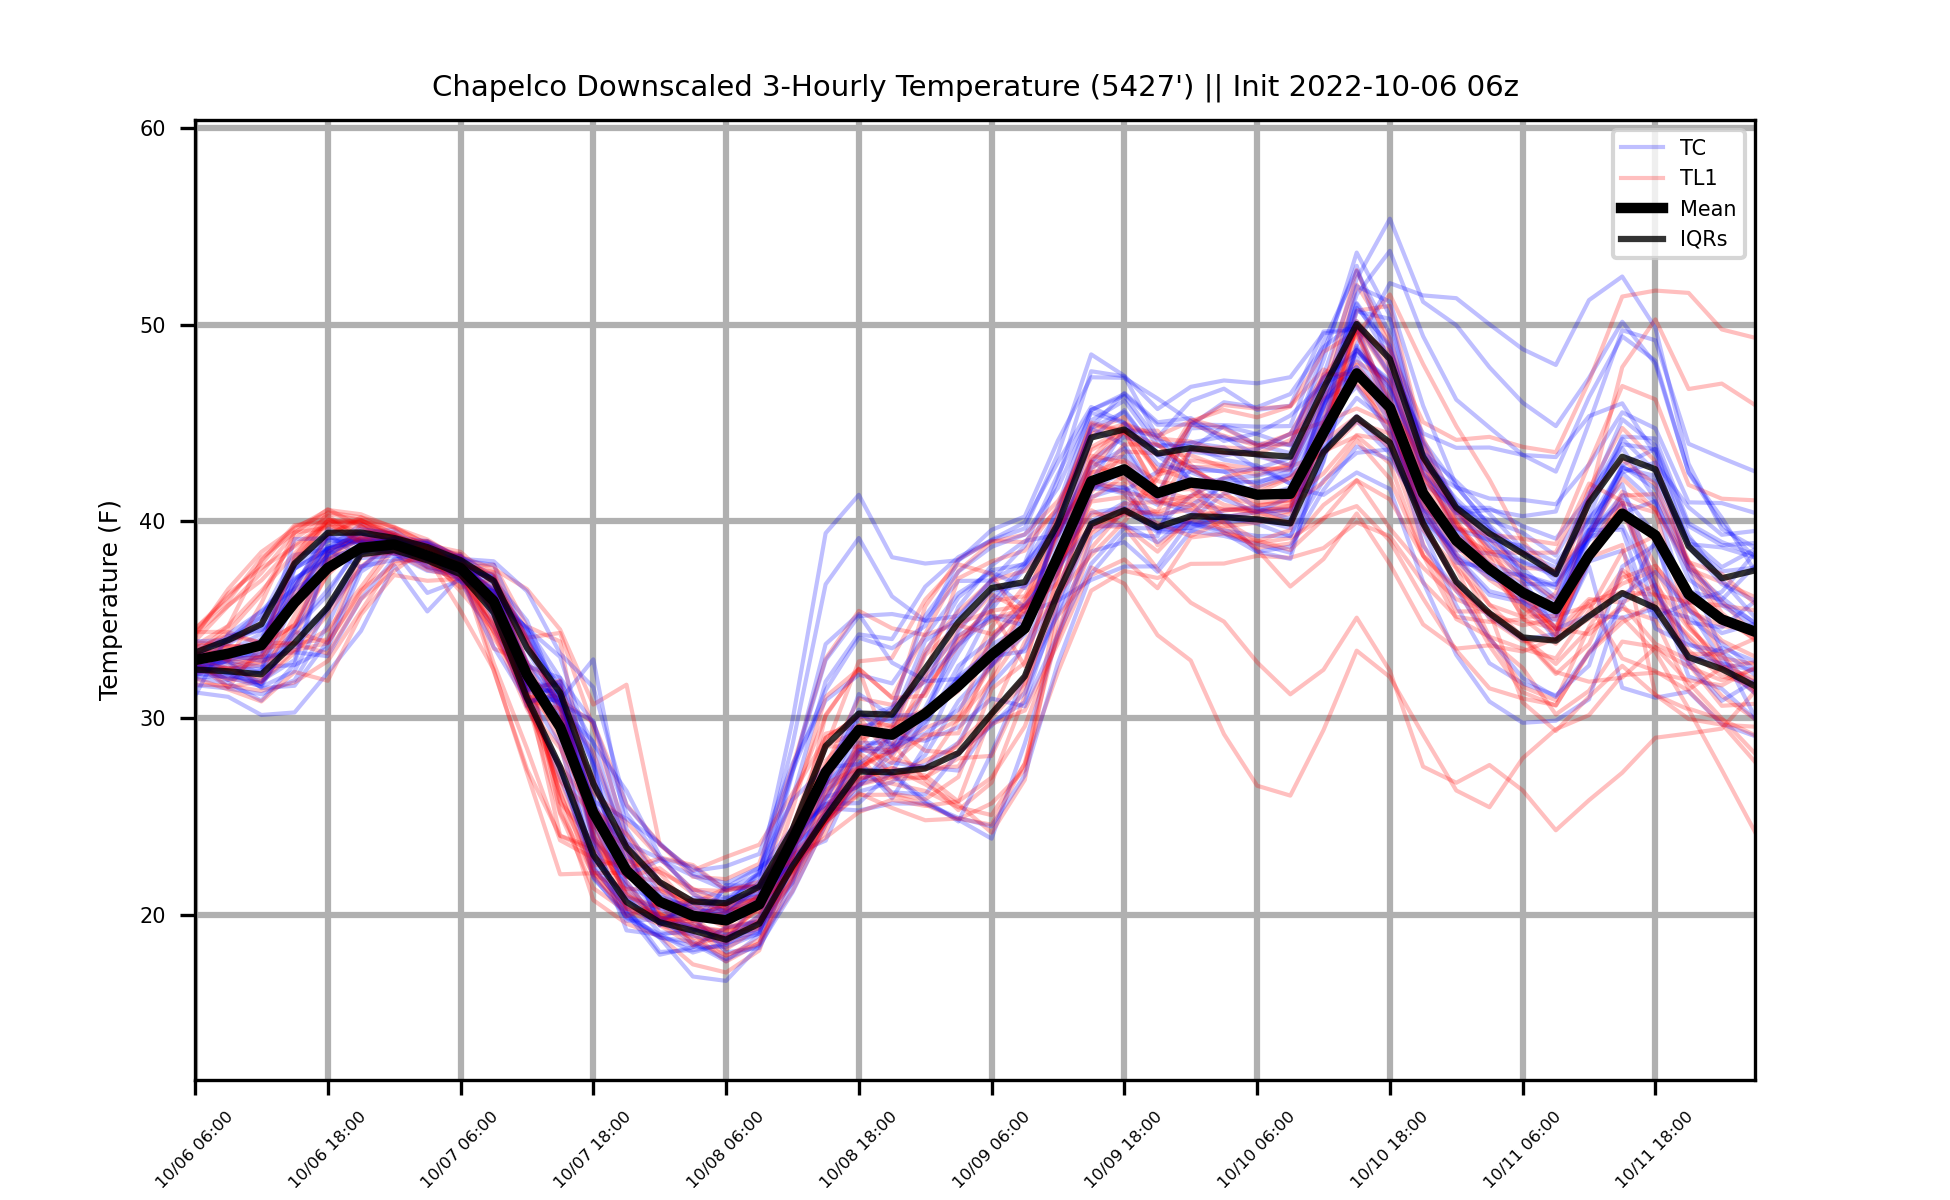 Chapelco Downscaled 3-Hourly Temperature (5427') || Init 2022-10-06 06z
TC
TL1
Mean
IQRs
Temperature (F)
60
50
40
30
20
10/06 06:00
10/06 18:00
10/07 06:00
10/07 18:00
10/08 06:00
10/08 18:00
10/09 06:00
10/09 18:00
10/10 06:00
10/10 18:00
10/11 06:00
10/11 18:00